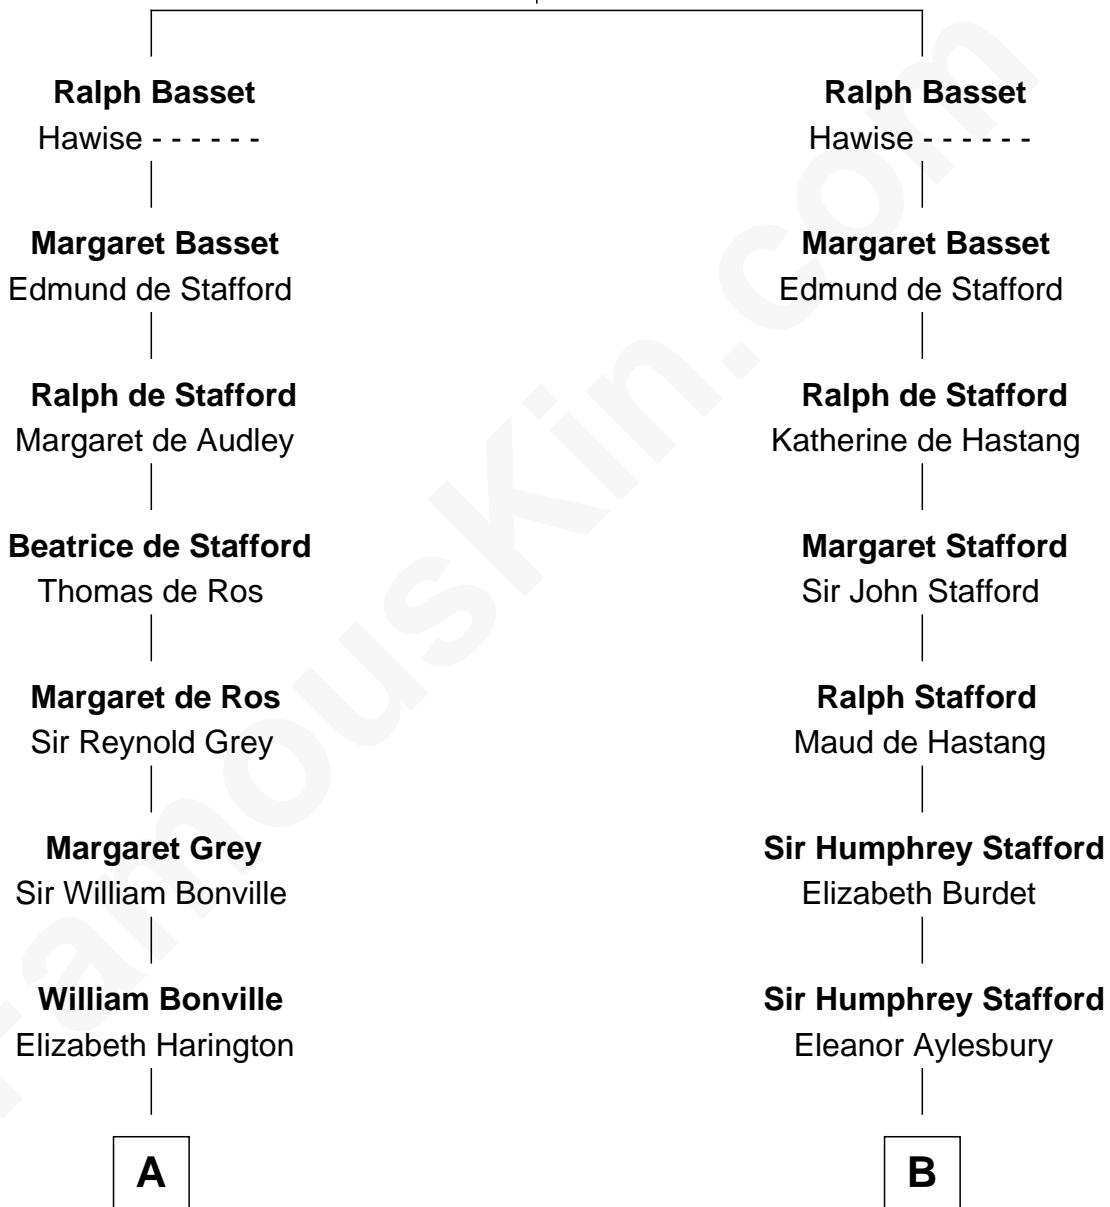 Ralph Basset
Hawise - - - - - -
Margaret Basset
Edmund de Stafford
Ralph de Stafford
Margaret de Audley
Beatrice de Stafford
Thomas de Ros
Margaret de Ros
Sir Reynold Grey
Margaret Grey
Sir William Bonville
William Bonville
Elizabeth Harington
A
Ralph Basset
Hawise - - - - - -
Margaret Basset
Edmund de Stafford
Ralph de Stafford
Katherine de Hastang
Margaret Stafford
Sir John Stafford
Ralph Stafford
Maud de Hastang
Sir Humphrey Stafford
Elizabeth Burdet
Sir Humphrey Stafford
Eleanor Aylesbury
B
FamousKin.com